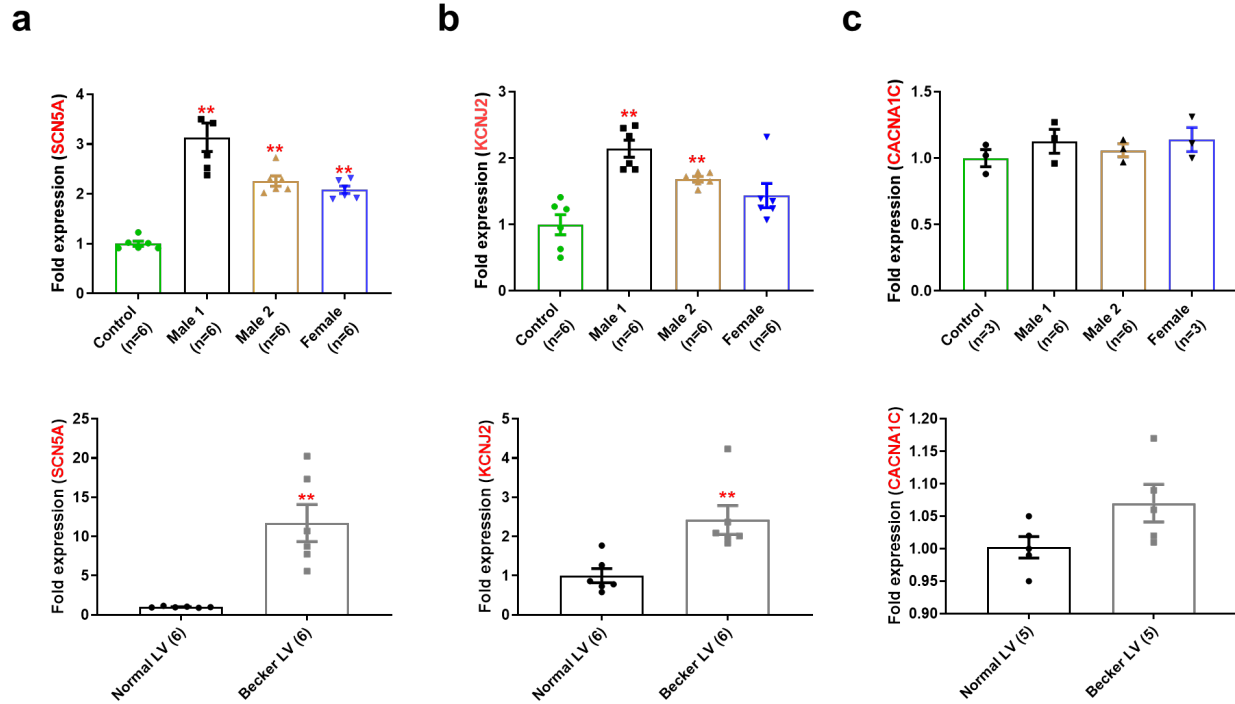 a
b
c
Fold expression (SCN5A)
4
3
2
1
0
**
**
**
Control
(n=6)
Male 1
(n=6)
Male 2
(n=6)
Female
(n=6)
Fold expression (KCNJ2)
3
2
1
0
**
**
Control
(n=6)
Male 1
(n=6)
Male 2
(n=6)
Female
(n=6)
Fold expression (CACNA1C)
1.5
1.0
0.5
0.0
Control
(n=3)
Male 1
(n=6)
Male 2
(n=6)
Female
(n=3)
Fold expression (SCN5A)
25
20
15
10
5
0
**
Normal LV (6)
Becker LV (6)
Fold expression (KCNJ2)
5
4
3
2
1
0
**
Normal LV (6)
Becker LV (6)
Fold expression (CACNA1C)
1.20
1.15
1.10
1.05
1.00
0.95
0.90
Normal LV (5)
Becker LV (5)